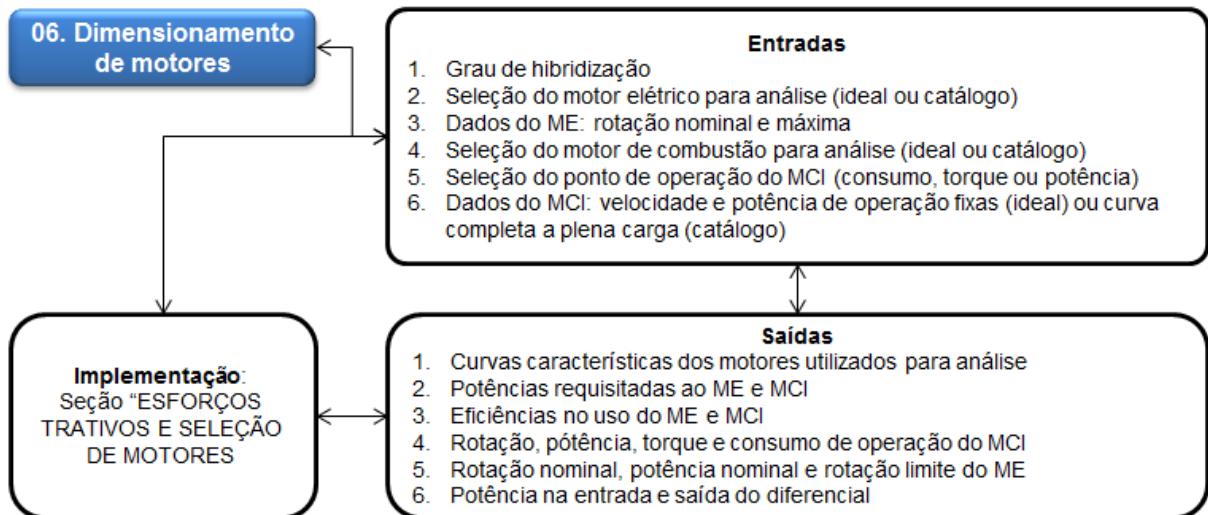 06. Dimensionamento
de motores
Entradas
1. Grau de hibridização
2. Seleção do motor elétrico para análise (ideal ou catálogo)
3. Dados do ME: rotação nominal e máxima
4. Seleção do motor de combustão para análise (ideal ou catálogo)
5. Seleção do ponto de operação do MCI (consumo, torque ou potência)
6. Dados do MCI: velocidade e potência de operação fixas (ideal) ou curva
completa a plena carga (catálogo)
Implementação:
Seção “ESFORÇOS
TRATIVOS E SELEÇÃO
DE MOTORES
Saídas
1. Curvas características dos motores utilizados para análise
2. Potências requisitadas ao ME e MCI
3. Eficiências no uso do ME e MCI
4. Rotação, pótência, torque e consumo de operação do MCI
5. Rotação nominal, potência nominal e rotação limite do ME
6. Potência na entrada e saída do diferencial